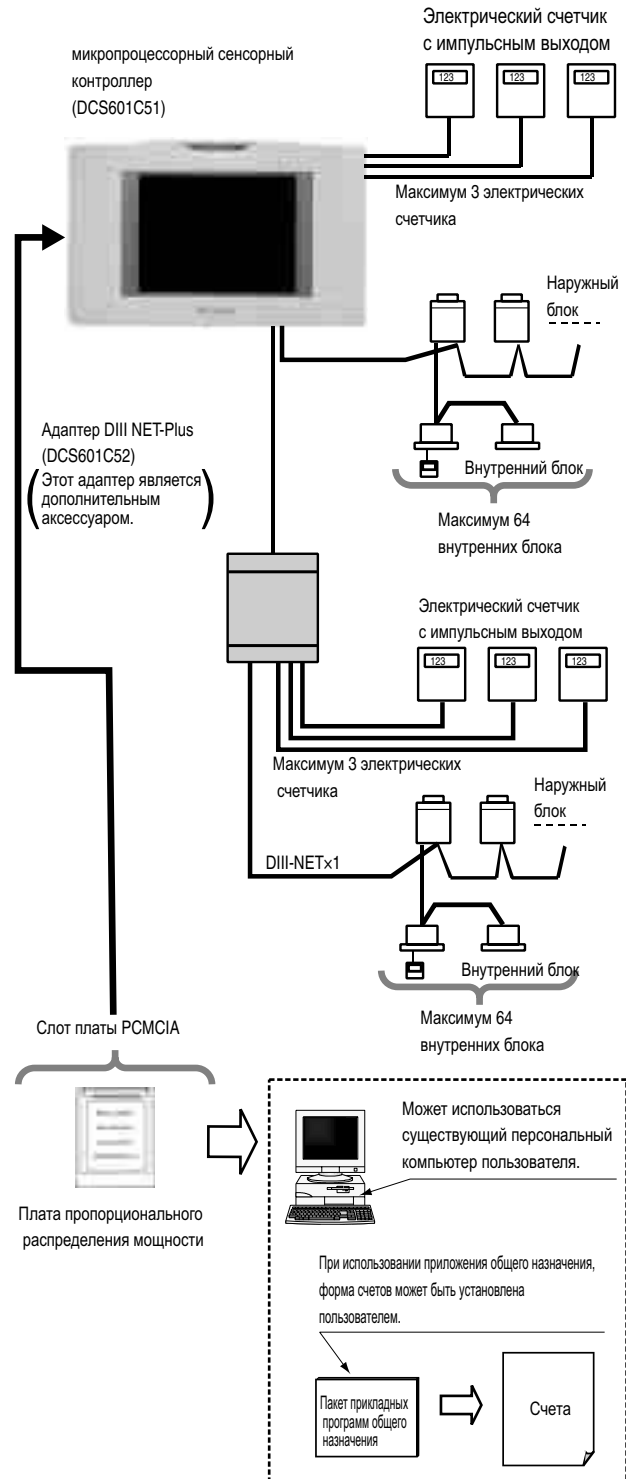 Электрический счетчик
с импульсным выходом
микропроцессорный сенсорный
контроллер
(DCS601C51)
123
123
123
Максимум 3 электрических
счетчика
Наружный
блок
Адаптер DIII NET-Plus
(DCS601C52)
(Этот адаптер является
дополнительным
аксессуаром.)
Внутренний блок
Максимум 64
внутренних блока
Электрический счетчик
с импульсным выходом
123
123
123
Максимум 3 электрических
счетчика
Наружный
блок
DIII-NET×1
Внутренний блок
Максимум 64
внутренних блока
Слот платы PCMCIA
Плата пропорционального
распределения мощности
Может использоваться
существующий персональный
компьютер пользователя.
При использовании приложения общего назначения,
форма счетов может быть установлена
пользователем.
Пакет прикладных
программ общего
назначения
Счета